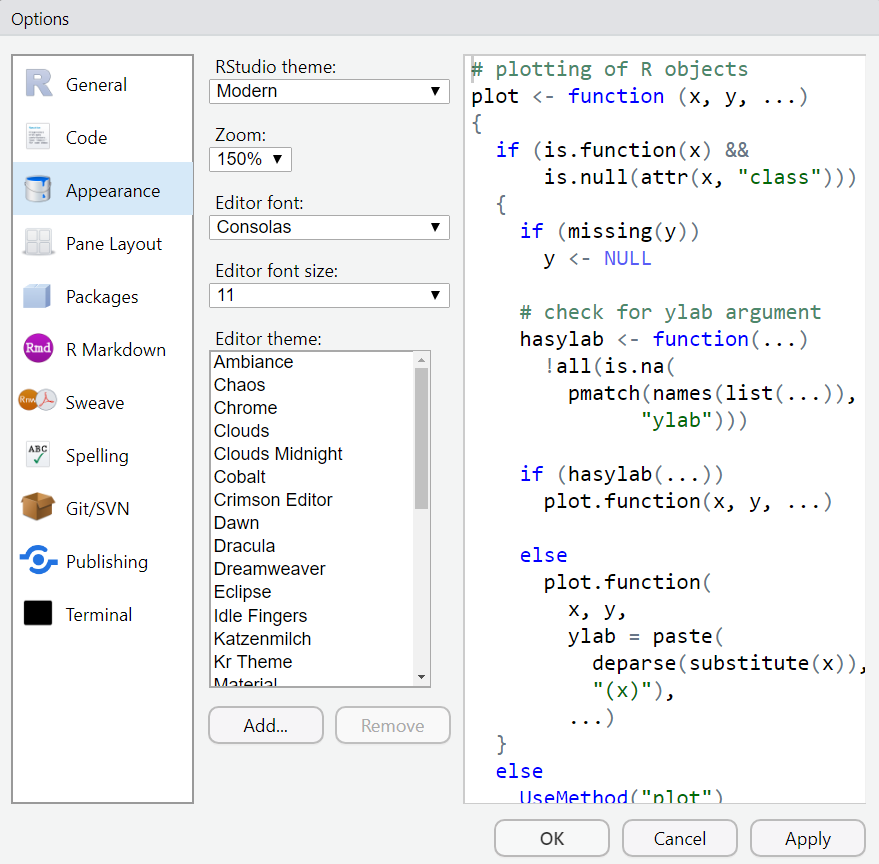 Options
General
Code
Appearance
Pane Layout
Packages
Rmd
R Markdown
Rnw
Sweave
ABC
Spelling
Git/SVN
Publishing
Terminal
RStudio theme:
Modern
Zoom:
150%
Editor font:
Consolas
Editor font size:
11
Editor theme:
Ambiance
Chaos
Chrome
Clouds
Clouds Midnight
Cobalt
Crimson Editor
Dawn
Dracula
Dreamweaver
Eclipse
Idle Fingers
Katzenmilch
Kr Theme
Material
Add...
Remove
# plotting of R objects
plot <- function (x, y, ...)
{
  if (is.function(x) &&
      is.null(attr(x, "class")))
  {
    if (missing(y))
      y <- NULL

    # check for ylab argument
    hasylab <- function(...)
      !all(is.na(
        pmatch(names(list(...)),
              "ylab")))

    if (hasylab(...))
      plot.function(x, y, ...)

    else
      plot.function(
        x, y,
        ylab = paste(
          deparse(substitute(x)),
          "(x)"),
        ...)
  }
  else
    UseMethod("plot")
OK
Cancel
Apply